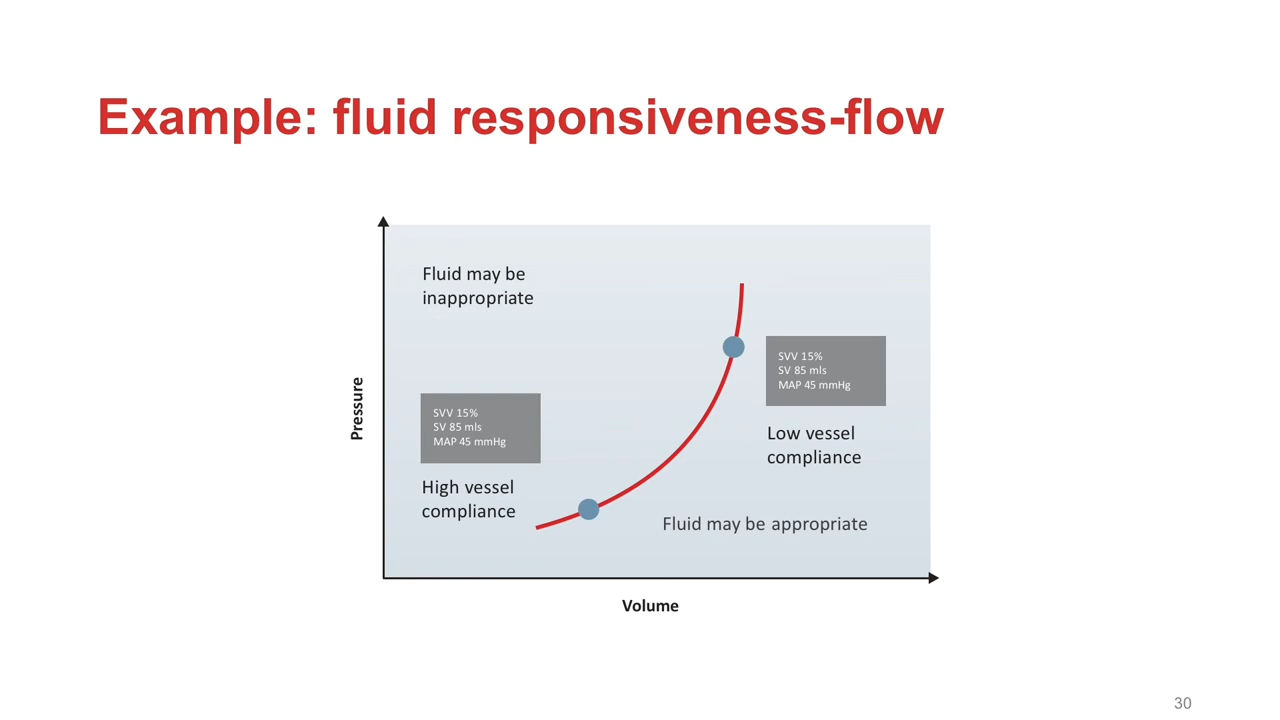 Example: fluid responsiveness-flow
Fluid may be
inappropriate
SVV 15%
SV 85 mls
MAP 45 mmHg
Low vessel
compliance
Pressure
SVV 15%
SV 85 mls
MAP 45 mmHg
High vessel
compliance
Fluid may be appropriate
Volume
30